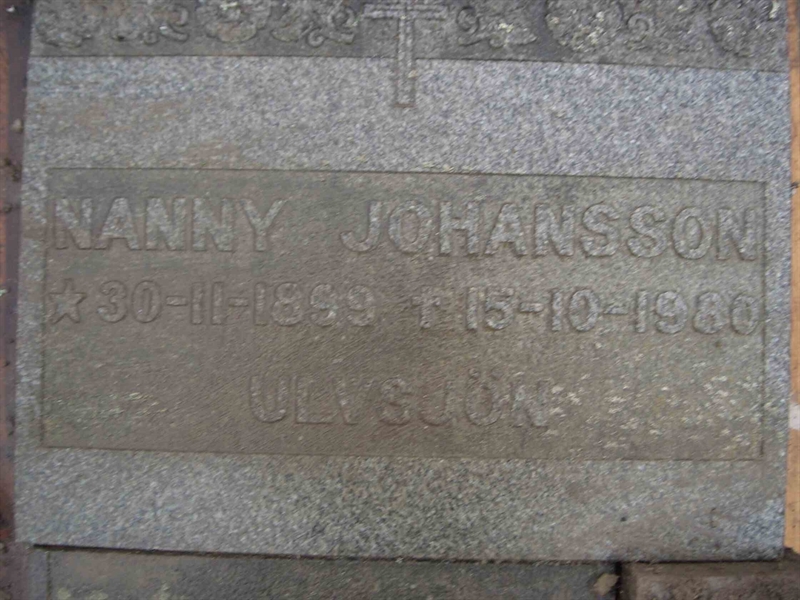 NANNY JOHANSSON
★ 30-11-1899 † 15-10-1980
ULVSJÖN